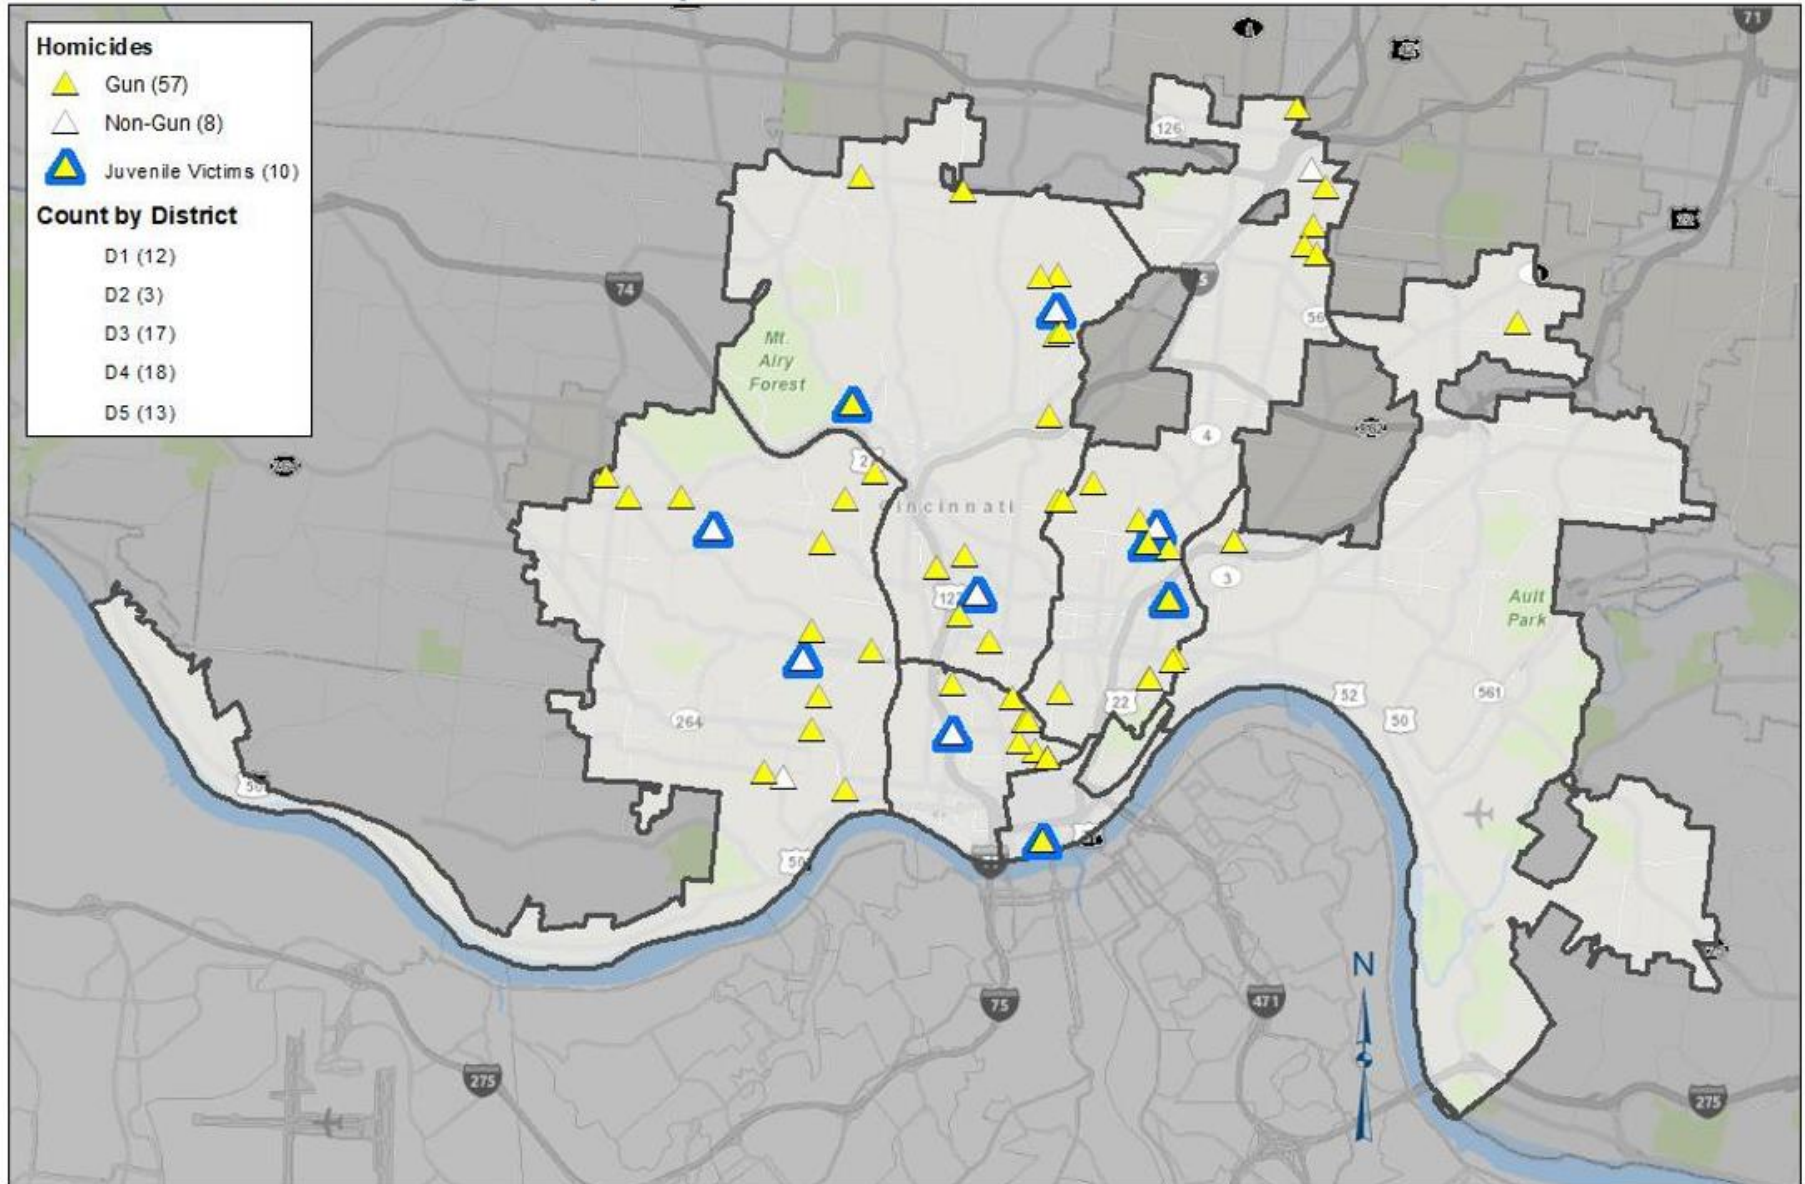 Homicides
Gun (57)
Non-Gun (8)
Juvenile Victims (10)
Count by District
D1 (12)
D2 (3)
D3 (17)
D4 (18)
D5 (13)
71
126
74
56
Mt.
Airy
Forest
4
Cincinnati
3
127
Ault
Park
264
22
52
50
561
50
N
75
471
275
275